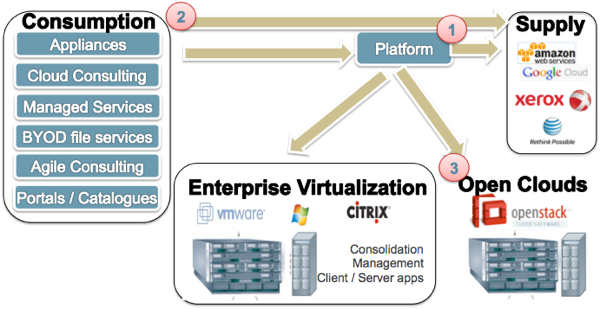 Consumption
Appliances
Cloud Consulting
Managed Services
BYOD file services
Agile Consulting
Portals / Catalogues
2
Platform
1
Supply
amazon
web services
Google Cloud
xerox
AT&T
Rethink Possible
3
Enterprise Virtualization
vmware
CITRIX
Consolidation
Management
Client / Server apps
Open Clouds
openstack
CLOUD SOFTWARE